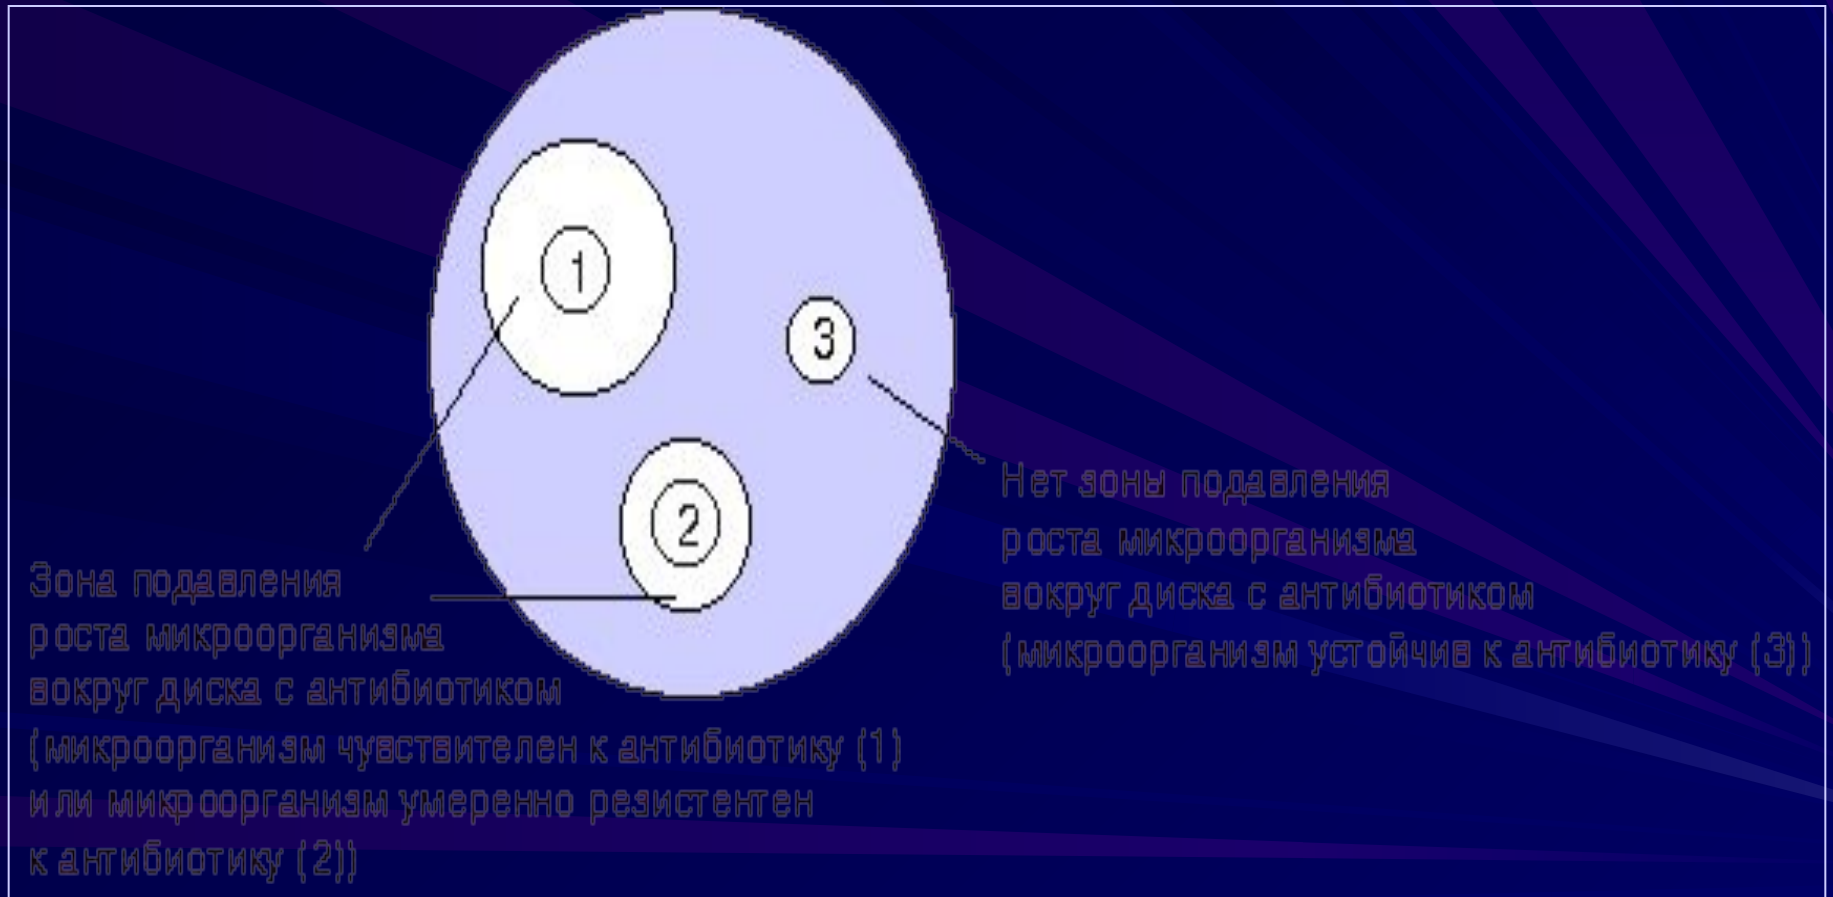 1
3
2
Зона подавления
роста микроорганизма
вокруг диска с антибиотиком
(микроорганизм чувствителен к антибиотику (1)
или микроорганизм умеренно резистентен
к антибиотику (2))
Нет зоны подавления
роста микроорганизма
вокруг диска с антибиотиком
(микроорганизм устойчив к антибиотику (3))